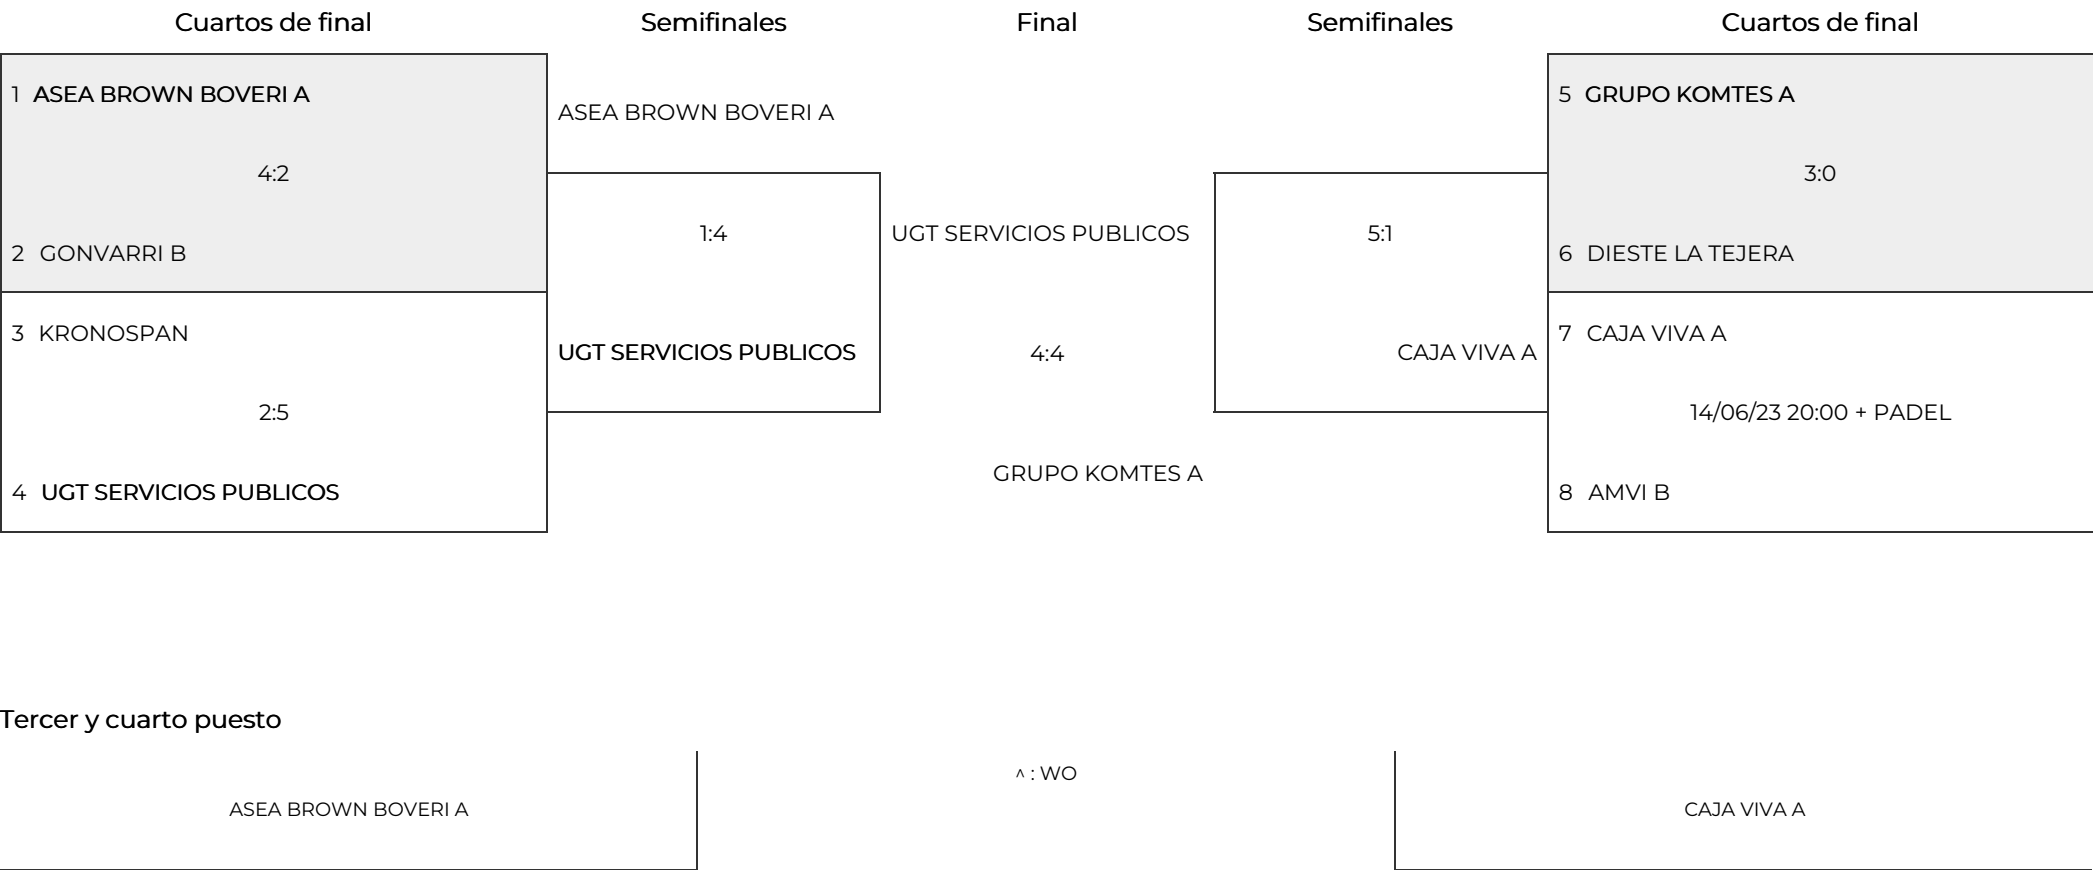 Cuartos de final Semifinales Final Semifinales Cuartos de final
1 ASEA BROWN BOVERI A
4:2
2 GONVARRI B
3 KRONOSPAN
2:5
4 UGT SERVICIOS PUBLICOS
ASEA BROWN BOVERI A
1:4
UGT SERVICIOS PUBLICOS
UGT SERVICIOS PUBLICOS
4:4
GRUPO KOMTES A
5:1
CAJA VIVA A
5 GRUPO KOMTES A
3:0
6 DIESTE LA TEJERA
7 CAJA VIVA A
14/06/23 20:00 + PADEL
8 AMVI B
Tercer y cuarto puesto
ASEA BROWN BOVERI A
^ : WO
CAJA VIVA A